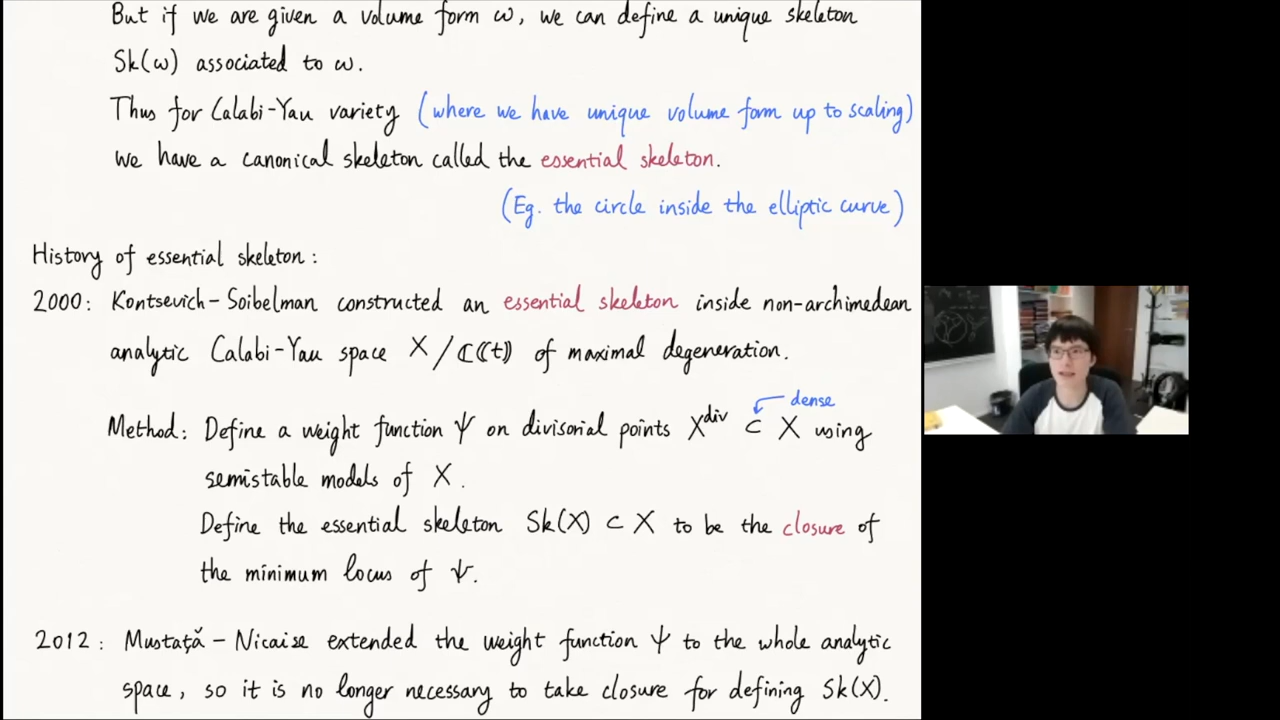 But if we are given a volume form ω, we can define a unique skeleton
Sk(ω) associated to ω.
Thus for Calabi-Yau variety (where we have unique volume form up to scaling)
we have a canonical skeleton called the essential skeleton.
(Eg. the circle inside the elliptic curve)
History of essential skeleton:
2000: Kontsevich-Soibelman constructed an essential skeleton inside non-archimedean
analytic Calabi-Yau space X/ℂ((t)) of maximal degeneration.
dense
Method: Define a weight function Ψ on divisorial points X^div ⊂ X using
semistable models of X.
Define the essential skeleton Sk(X) ⊂ X to be the closure of
the minimum locus of Ψ.
2012: Mustaţă-Nicaise extended the weight function Ψ to the whole analytic
space, so it is no longer necessary to take closure for defining Sk(X).